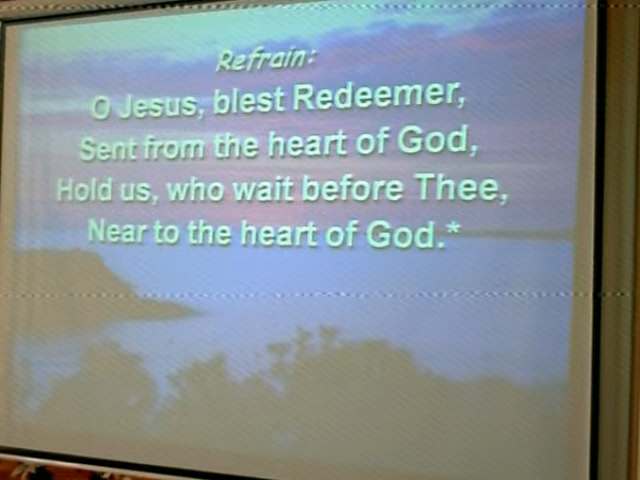 Refrain:
O Jesus, blest Redeemer,
Sent from the heart of God,
Hold us, who wait before Thee,
Near to the heart of God.*